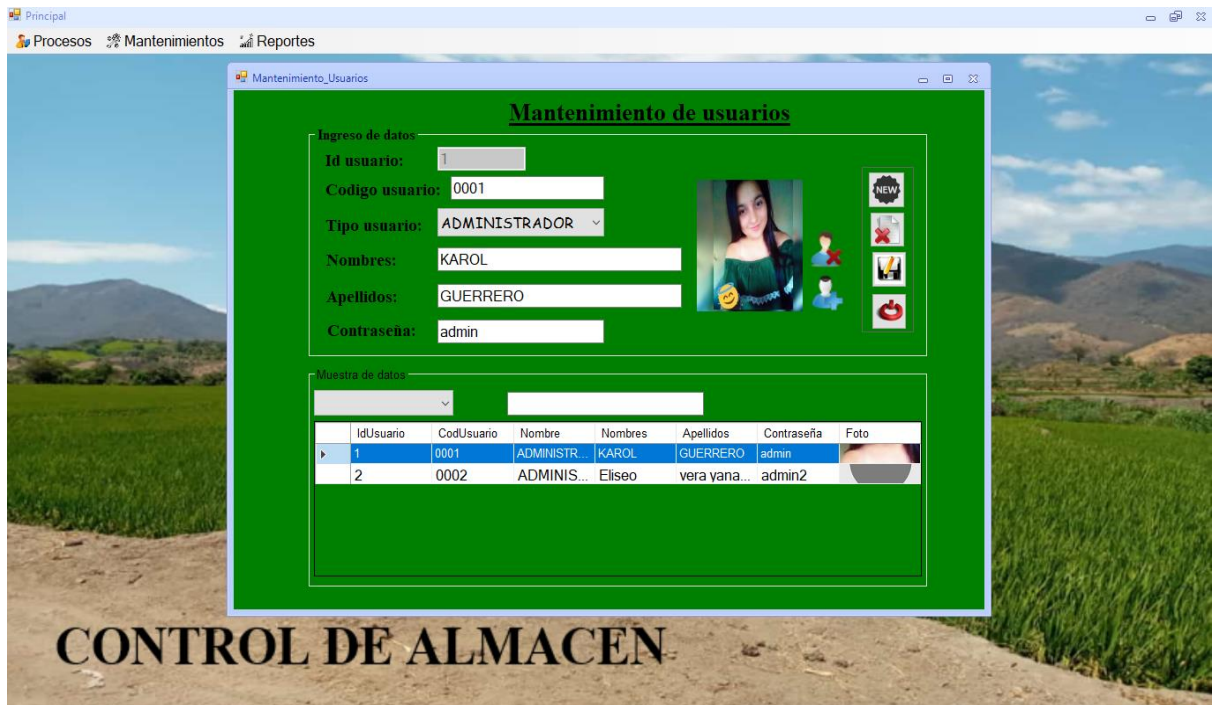 Principal
Procesos Mantenimientos Reportes
Mantenimiento_Usuarios
Mantenimiento de usuarios
Ingreso de datos
Id usuario: 1
Codigo usuario: 0001
Tipo usuario: ADMINISTRADOR
Nombres: KAROL
Apellidos: GUERRERO
Contraseña: admin
NEW
Muestra de datos
IdUsuario CodUsuario Nombre Nombres Apellidos Contraseña Foto
1 0001 ADMINISTR... KAROL GUERRERO admin
2 0002 ADMINIS... Eliseo vera yana... admin2
CONTROL DE ALMACEN